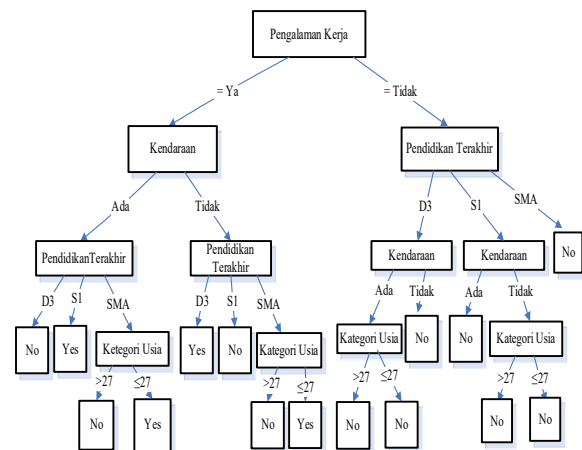 Pengalaman Kerja
= Ya
= Tidak
Kendaraan
Pendidikan Terakhir
Ada
Tidak
D3
S1
SMA
PendidikanTerakhir
Pendidikan
Terakhir
Kendaraan
Kendaraan
No
D3
S1
SMA
D3
S1
SMA
Ada
Tidak
Ada
Tidak
No
Yes
Ketegori Usia
Yes
No
Kategori Usia
Kategori Usia
No
No
Kategori Usia
>27
≤27
>27
≤27
>27
≤27
>27
≤27
No
Yes
No
Yes
No
No
No
No